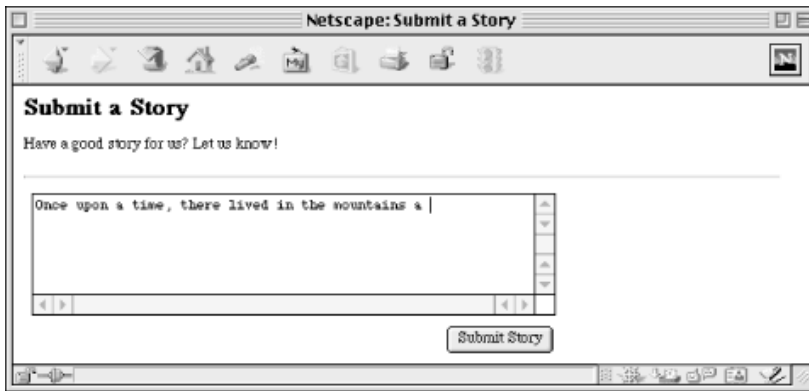 Netscape: Submit a Story
My
N
Submit a Story
Have a good story for us? Let us know!
Once upon a time, there lived in the mountains a
Submit Story